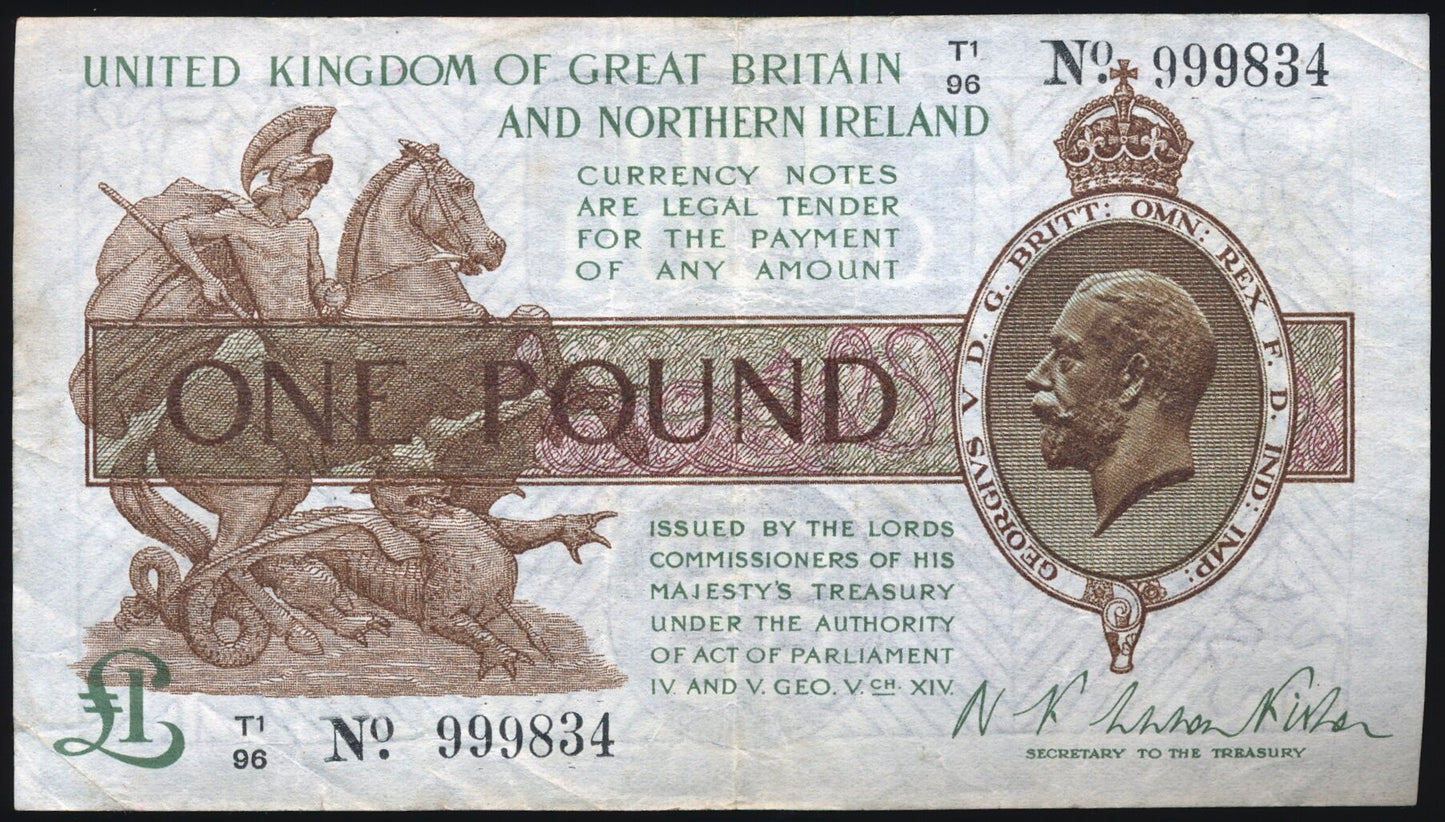 UNITED KINGDOM OF GREAT BRITAIN
AND NORTHERN IRELAND
T1
96
Nº 999834
CURRENCY NOTES
ARE LEGAL TENDER
FOR THE PAYMENT
OF ANY AMOUNT
GEORGIVS V D. G. BRITT: OMN: REX F. D. IND: IMP:
ONE POUND
ISSUED BY THE LORDS
COMMISSIONERS OF HIS
MAJESTY'S TREASURY
UNDER THE AUTHORITY
OF ACT OF PARLIAMENT
IV. AND V. GEO. V. CH. XIV.
£1
T1
96
Nº 999834
N F Warren Fisher
SECRETARY TO THE TREASURY